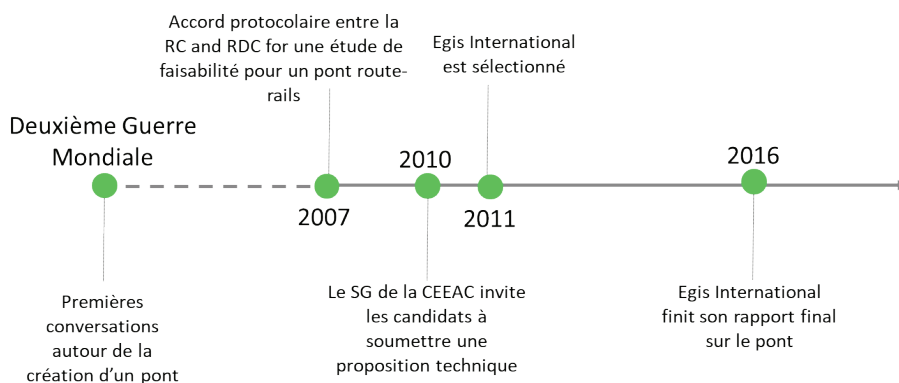 Deuxième Guerre
Mondiale
Premières
conversations
autour de la
création d'un pont
Accord protocolaire entre la
RC and RDC for une étude de
faisabilité pour un pont route-
rails
2007
2010
Le SG de la CEEAC invite
les candidats à
soumettre une
proposition technique
Egis International
est sélectionné
2011
2016
Egis International
finit son rapport final
sur le pont